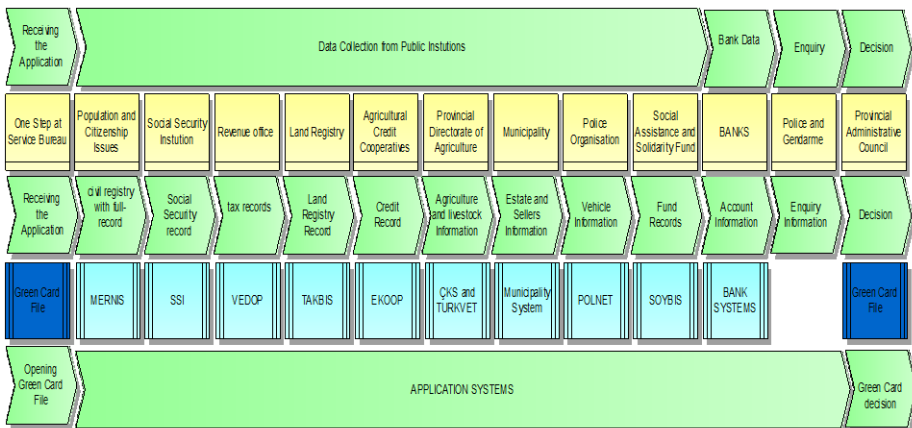 Receiving
the
Application
Data Collection from Public Instutions
Bank Data
Enquiry
Decision
One Step at
Service Bureau
Population and
Citizenship
Issues
Social Security
Instution
Revenue office
Land Registry
Agricultural
Credit
Cooperatives
Provincial
Directorate of
Agriculture
Municipality
Police
Organisation
Social
Assistance and
Solidarity Fund
BANKS
Police and
Gendarme
Provincial
Administrative
Council
Receiving
the
Application
civil registry
with full-
record
Social
Security
record
tax records
Land
Registry
Record
Credit
Record
Agriculture
and livestock
Information
Estate and
Sellers
Information
Vehicle
Information
Fund
Records
Account
Information
Enquiry
Information
Decision
Green Card
File
MERNIS
SSI
VEDOP
TAKBIS
EKOOP
ÇKS and
TÜRKVET
Municipality
System
POLNET
SOYBIS
BANK
SYSTEMS
Green Card
File
Opening
Green Card
File
APPLICATION SYSTEMS
Green Card
decision